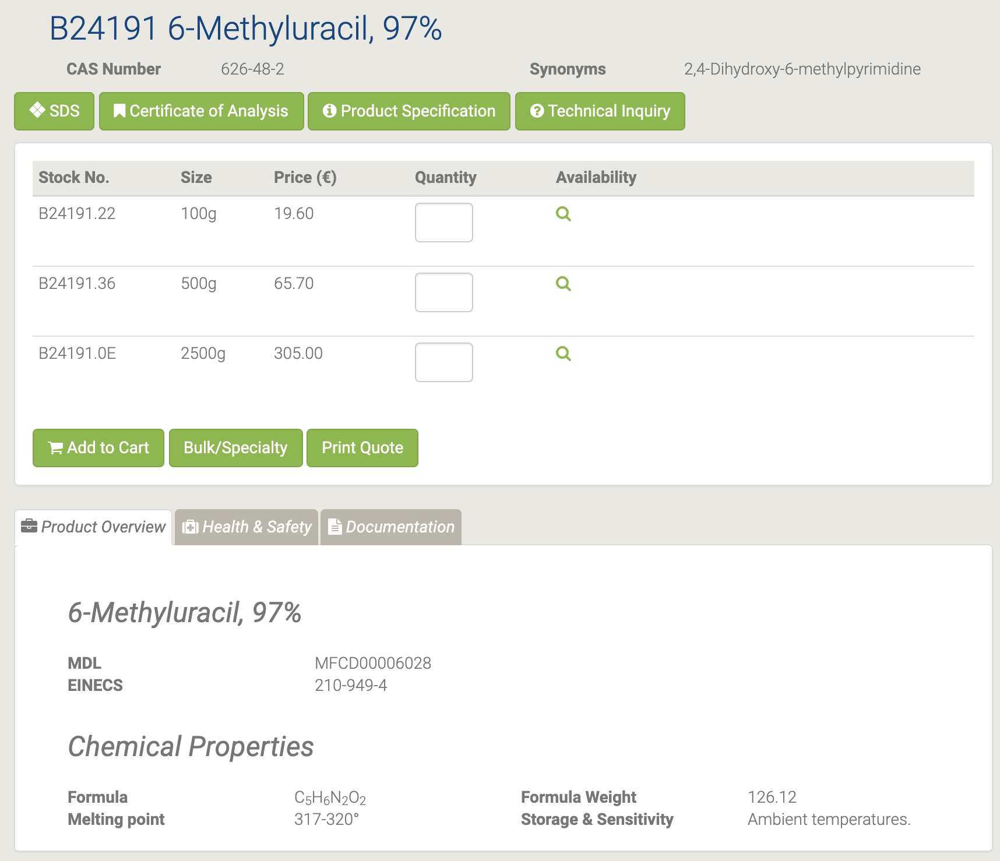 B24191 6-Methyluracil, 97%
CAS Number 626-48-2 Synonyms 2,4-Dihydroxy-6-methylpyrimidine
SDS Certificate of Analysis Product Specification Technical Inquiry
Stock No. Size Price (€) Quantity Availability
B24191.22 100g 19.60
B24191.36 500g 65.70
B24191.0E 2500g 305.00
Add to Cart Bulk/Specialty Print Quote
Product Overview Health & Safety Documentation
6-Methyluracil, 97%
MDL MFCD00006028
EINECS 210-949-4
Chemical Properties
Formula C₅H₆N₂O₂ Formula Weight 126.12
Melting point 317-320° Storage & Sensitivity Ambient temperatures.